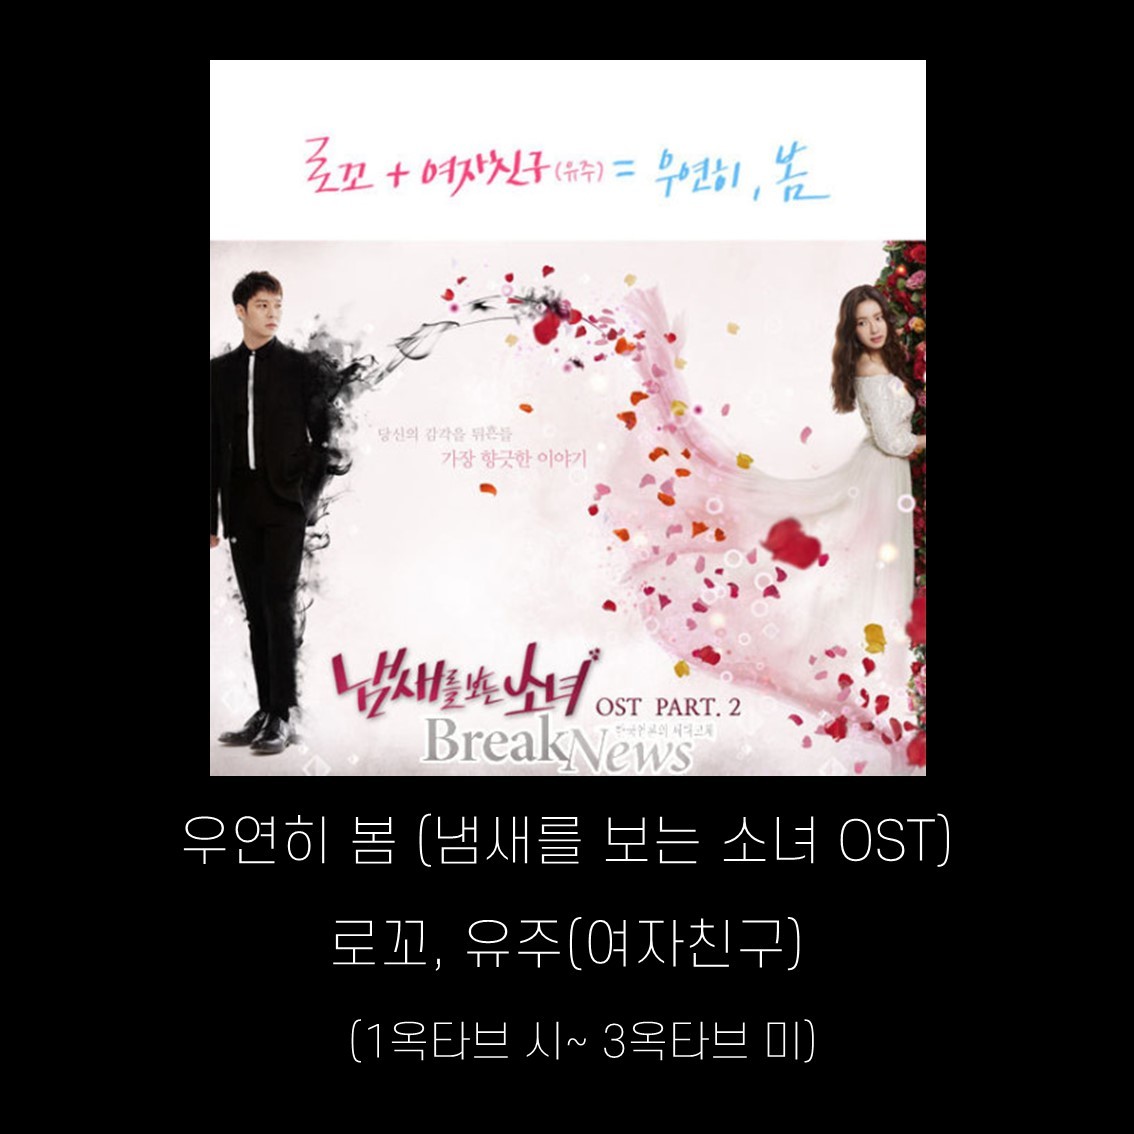 로꼬 + 여자친구 (유주) = 우연히, 봄
당신의 감각을 뒤흔들
가장 향긋한 이야기
냄새를 보는 소녀 OST PART. 2
BreakNews
우연히 봄 (냄새를 보는 소녀 OST)
로꼬, 유주(여자친구)
(1옥타브 시~ 3옥타브 미)